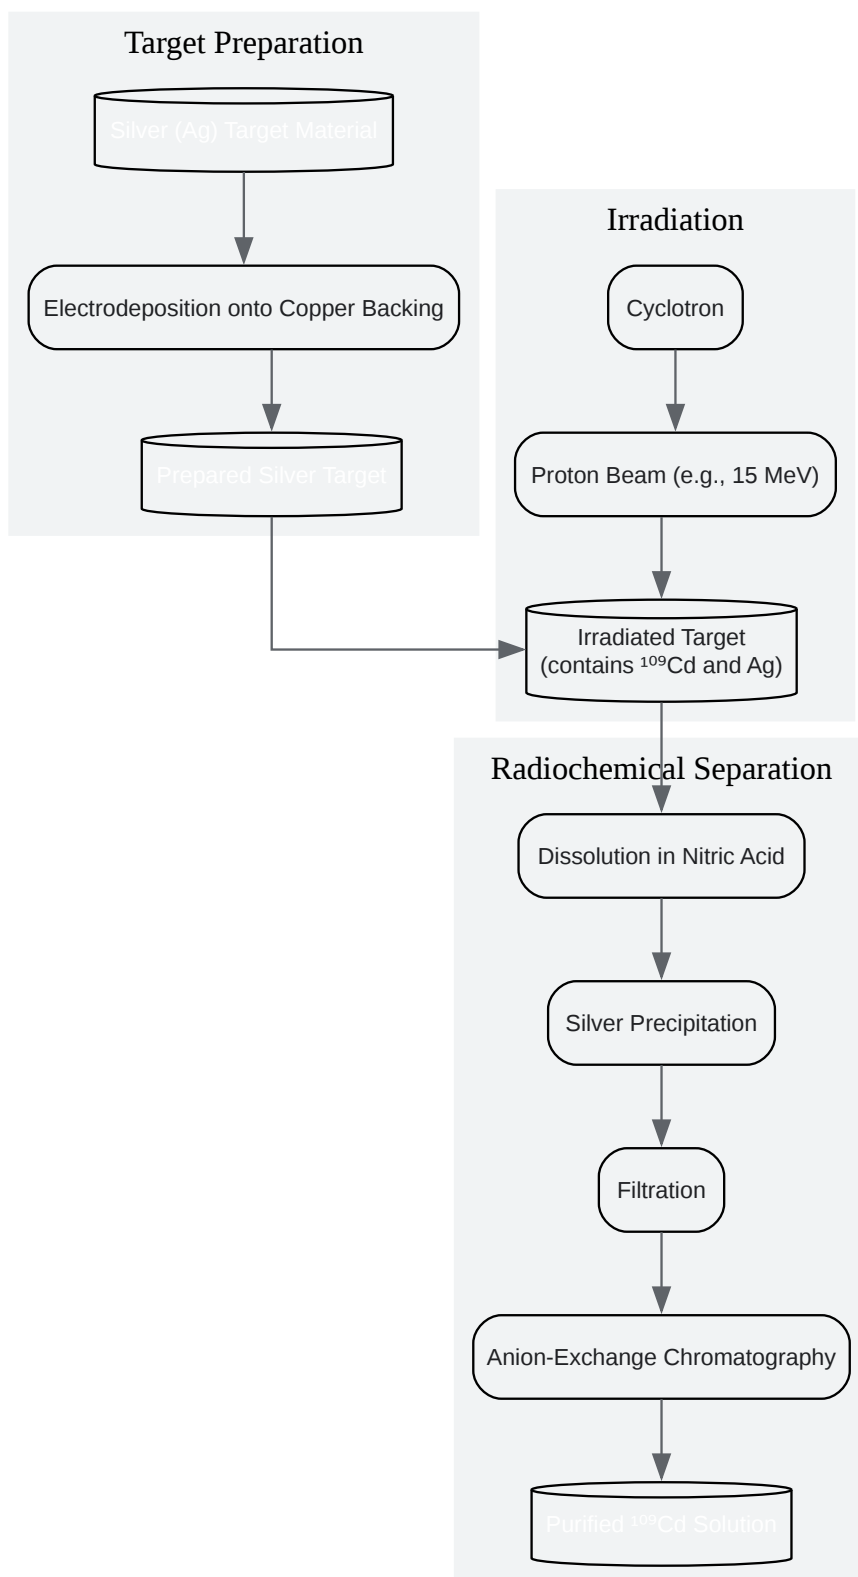 Target Preparation
Silver (Ag) Target Material
Electrodeposition onto Copper Backing
Prepared Silver Target
Irradiation
Cyclotron
Proton Beam (e.g., 15 MeV)
Irradiated Target
(contains ¹⁰⁹Cd and Ag)
Radiochemical Separation
Dissolution in Nitric Acid
Silver Precipitation
Filtration
Anion-Exchange Chromatography
Purified ¹⁰⁹Cd Solution